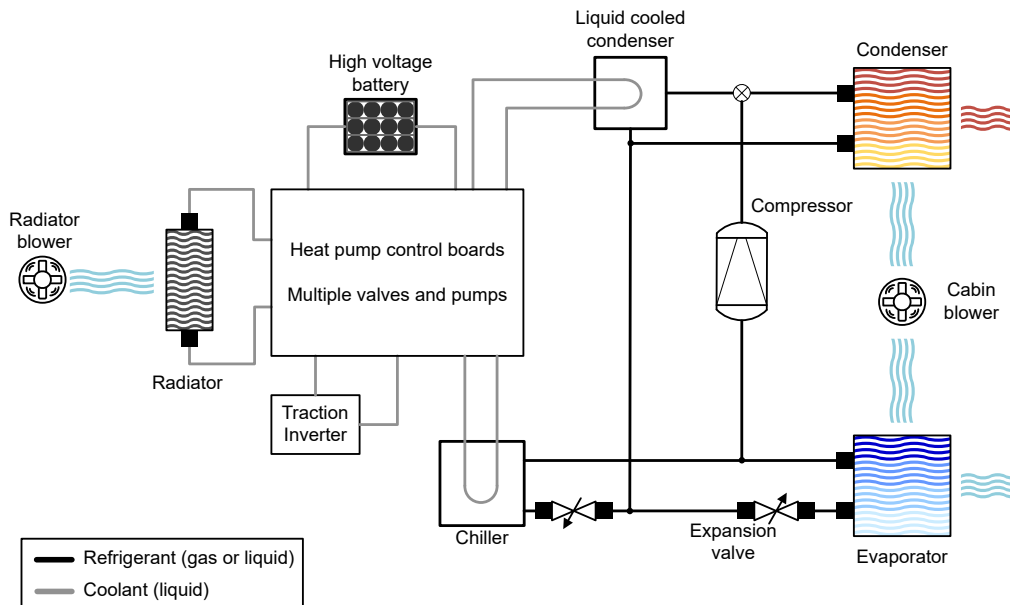 Liquid cooled
condenser
Condenser
High voltage
battery
Radiator
blower
Heat pump control boards
Multiple valves and pumps
Compressor
Cabin
blower
Radiator
Traction
Inverter
Chiller
Expansion
valve
Evaporator
Refrigerant (gas or liquid)
Coolant (liquid)